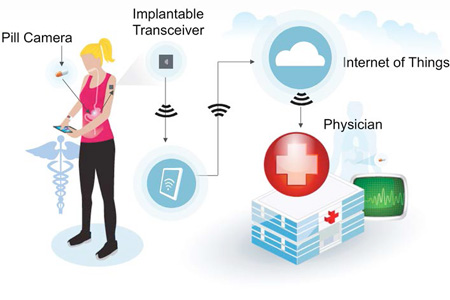 Implantable
Transceiver
Pill Camera
Internet of Things
Physician